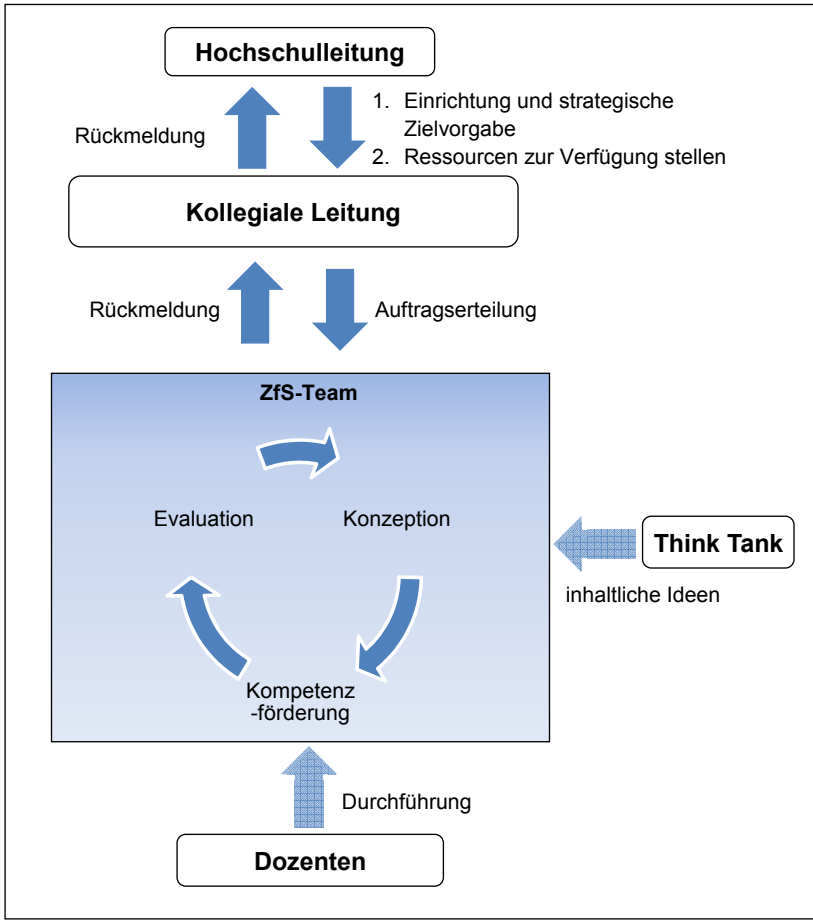 Hochschulleitung
1. Einrichtung und strategische
Zielvorgabe
2. Ressourcen zur Verfügung stellen
Rückmeldung
Kollegiale Leitung
Rückmeldung
Auftragserteilung
ZfS-Team
Evaluation
Konzeption
Think Tank
inhaltliche Ideen
Kompetenz
-förderung
Durchführung
Dozenten